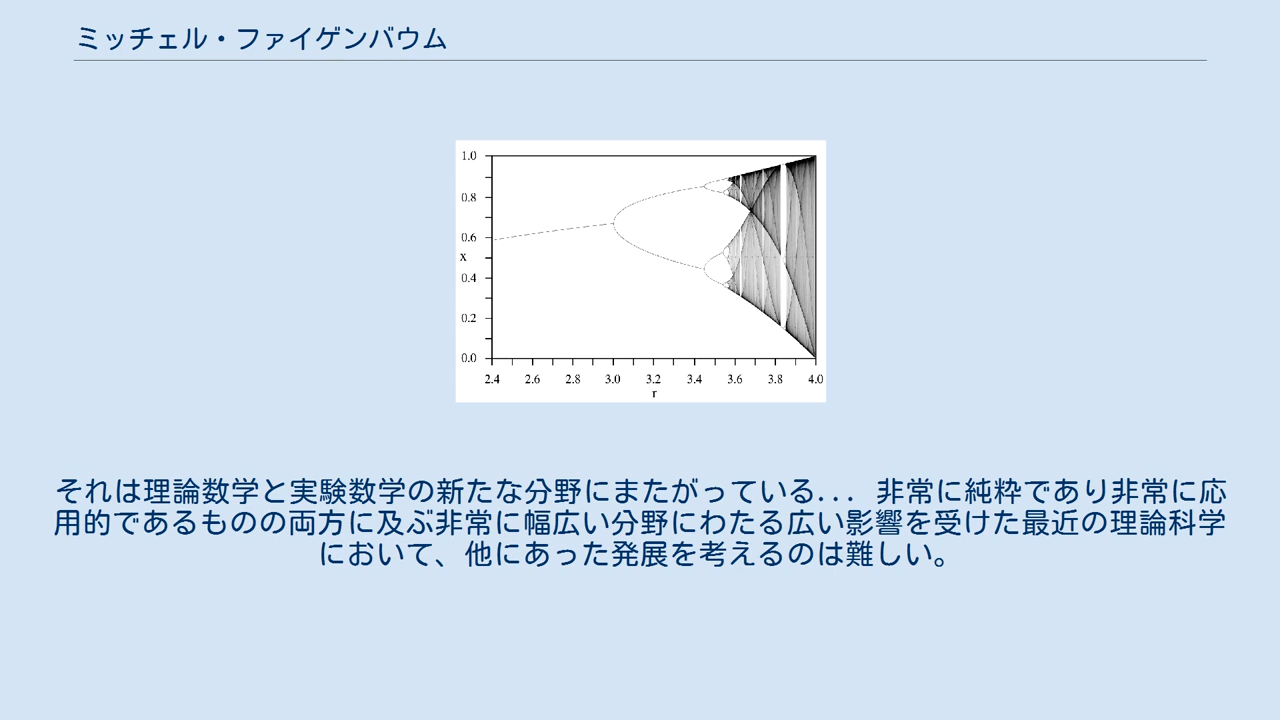 ミッチェル・ファイゲンバウム
1.0
0.8
0.6
x
0.4
0.2
0.0
2.4 2.6 2.8 3.0 3.2 3.4 3.6 3.8 4.0
r
それは理論数学と実験数学の新たな分野にまたがっている... 非常に純粋であり非常に応
用的であるものの両方に及ぶ非常に幅広い分野にわたる広い影響を受けた最近の理論科学
において、他にあった発展を考えるのは難しい。